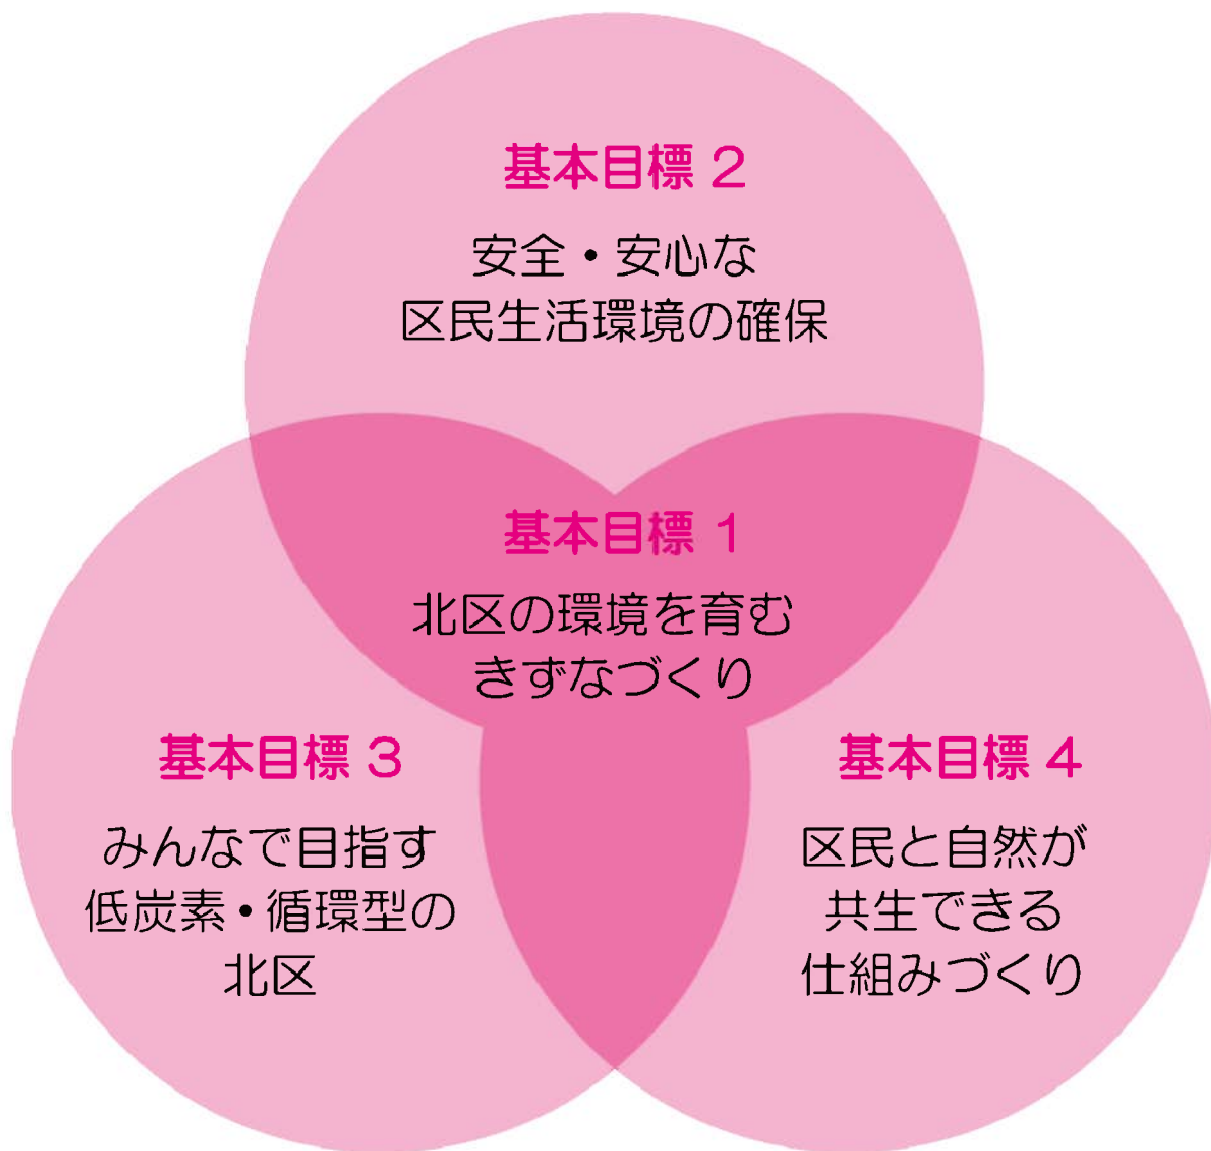 基本目標 2
安全・安心な
区民生活環境の確保
基本目標 1
北区の環境を育む
きずなづくり
基本目標 3
みんなで目指す
低炭素・循環型の
北区
基本目標 4
区民と自然が
共生できる
仕組みづくり